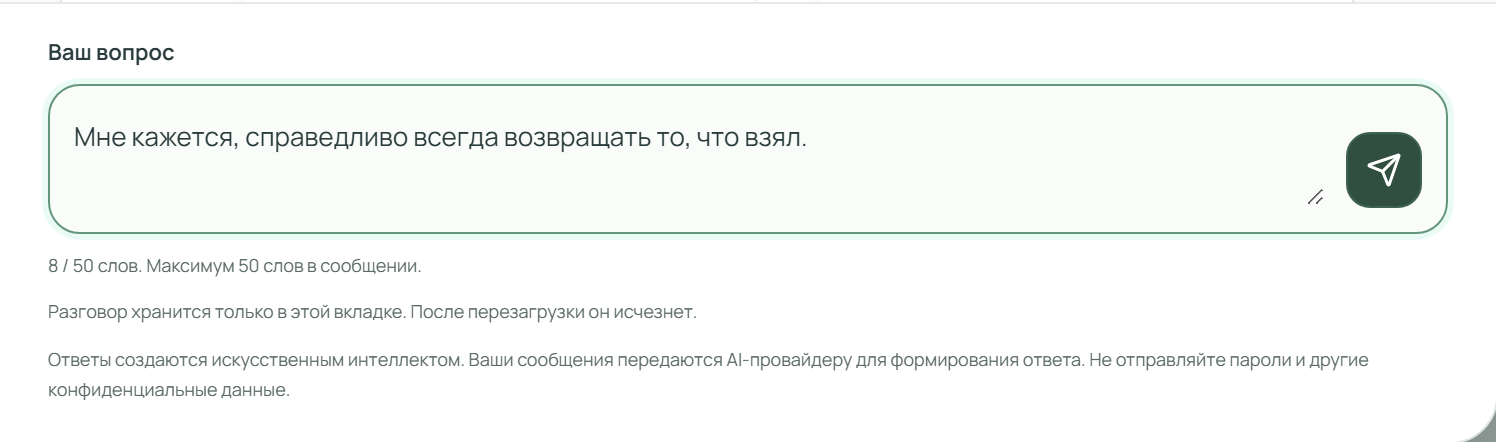 Ваш вопрос
Мне кажется, справедливо всегда возвращать то, что взял.
8 / 50 слов. Максимум 50 слов в сообщении.
Разговор хранится только в этой вкладке. После перезагрузки он исчезнет.
Ответы создаются искусственным интеллектом. Ваши сообщения передаются AI-провайдеру для формирования ответа. Не отправляйте пароли и другие
конфиденциальные данные.